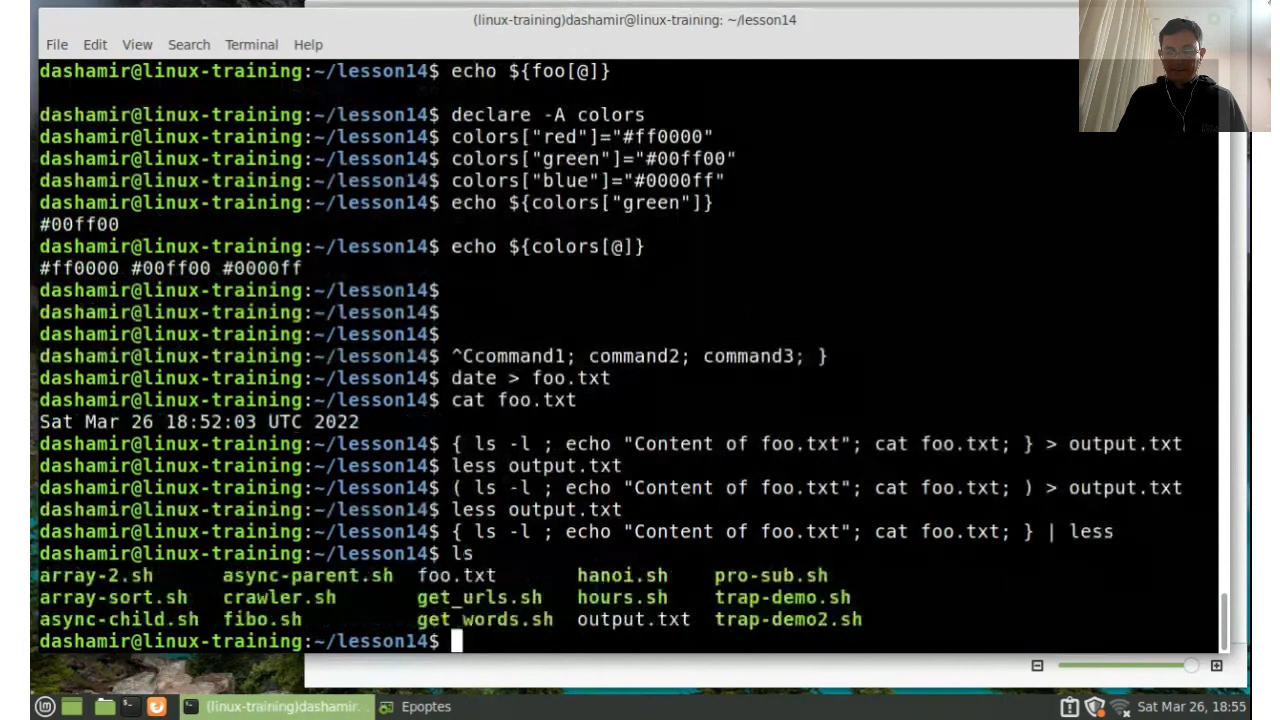 (linux-training)dashamir@linux-training: ~/lesson14
File Edit View Search Terminal Help
dashamir@linux-training:~/lesson14$ echo ${foo[@]}
dashamir@linux-training:~/lesson14$ declare -A colors
dashamir@linux-training:~/lesson14$ colors["red"]="#ff0000"
dashamir@linux-training:~/lesson14$ colors["green"]="#00ff00"
dashamir@linux-training:~/lesson14$ colors["blue"]="#0000ff"
dashamir@linux-training:~/lesson14$ echo ${colors["green"]}
#00ff00
dashamir@linux-training:~/lesson14$ echo ${colors[@]}
#ff0000 #00ff00 #0000ff
dashamir@linux-training:~/lesson14$
dashamir@linux-training:~/lesson14$
dashamir@linux-training:~/lesson14$
dashamir@linux-training:~/lesson14$ ^Ccommand1; command2; command3; }
dashamir@linux-training:~/lesson14$ date > foo.txt
dashamir@linux-training:~/lesson14$ cat foo.txt
Sat Mar 26 18:52:03 UTC 2022
dashamir@linux-training:~/lesson14$ { ls -l ; echo "Content of foo.txt"; cat foo.txt; } > output.txt
dashamir@linux-training:~/lesson14$ less output.txt
dashamir@linux-training:~/lesson14$ ( ls -l ; echo "Content of foo.txt"; cat foo.txt; ) > output.txt
dashamir@linux-training:~/lesson14$ less output.txt
dashamir@linux-training:~/lesson14$ { ls -l ; echo "Content of foo.txt"; cat foo.txt; } | less
dashamir@linux-training:~/lesson14$ ls
array-2.sh async-parent.sh foo.txt hanoi.sh pro-sub.sh
array-sort.sh crawler.sh get_urls.sh hours.sh trap-demo.sh
async-child.sh fibo.sh get_words.sh output.txt trap-demo2.sh
dashamir@linux-training:~/lesson14$
(linux-training)dashamir... Epoptes Sat Mar 26, 18:55